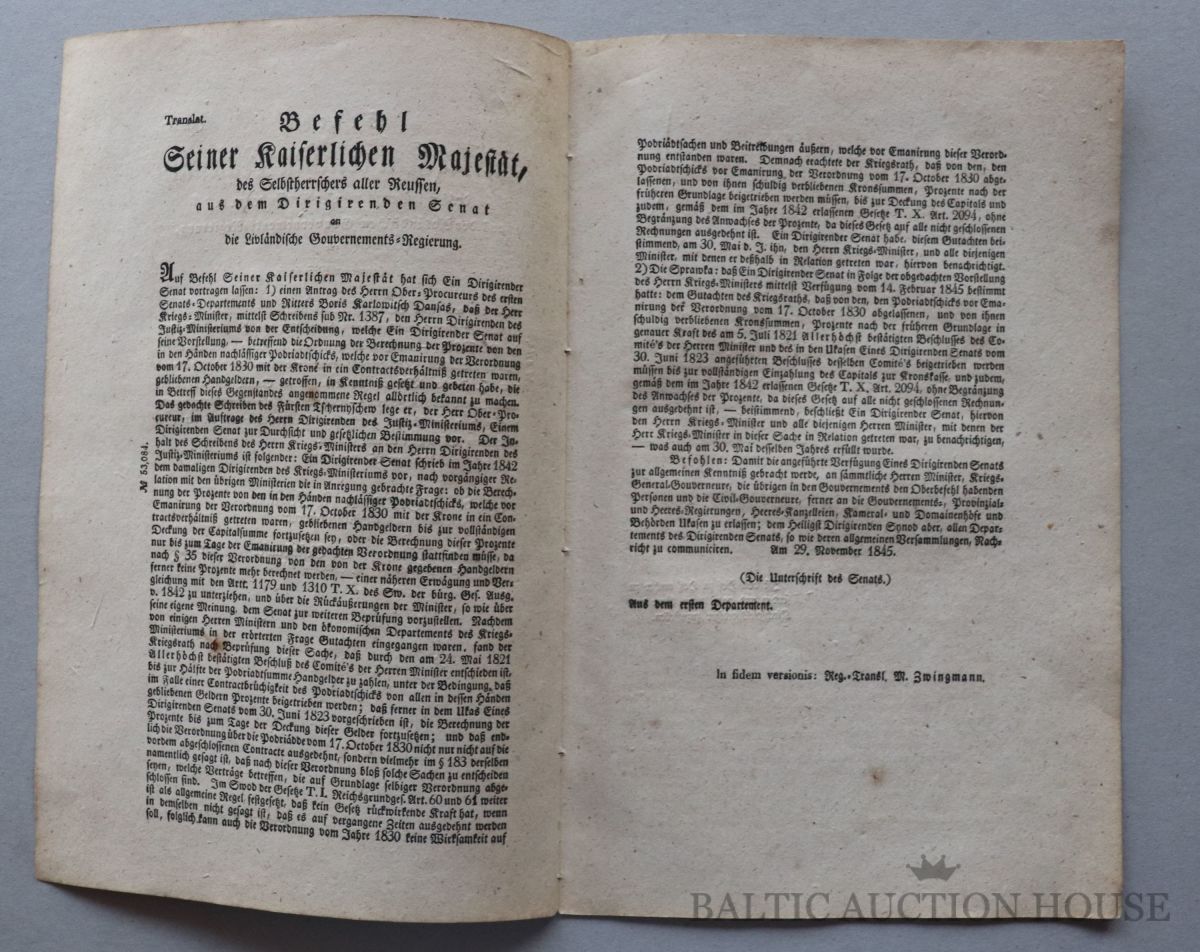 Translat.
Befehl
Seiner Kaiserlichen Majestät,
des Selbstherrschers aller Reussen,
aus dem Dirigirenden Senat
an
die Livländische Gouvernements-Regierung.
Auf Befehl Seiner Kaiserlichen Majestät hat sich Ein Dirigirender
Senat vortragen lassen: 1) einen Antrag des Herrn Ober-Procureurs des ersten
Senats-Departements und Ritters Boris Karlowitsch Dansas, daß der Herr
Kriegs-Minister, mittelst Schreibens sub Nr. 1387, den Herrn Dirigirenden des
Justiz-Ministeriums von der Entscheidung, welche Ein Dirigirender Senat auf
seine Vorstellung, — betreffend die Ordnung der Berechnung der Prozente von den
in den Händen nachlässiger Podriadtschicks, welche vor Emanirung der Verordnung
vom 17. October 1830 mit der Krone in ein Contractsverhältniß getreten waren,
gebliebenen Handgeldern, — getroffen, in Kenntniß gesetzt und gebeten habe, die
in Betreff dieses Gegenstandes angenommene Regel allörtlich bekannt zu machen.
Das gedachte Schreiben des Fürsten Tschernyschew lege er, der Herr Ober-Pro-
cureur, im Auftrage des Herrn Dirigirenden des Justiz-Ministeriums, Einem
Dirigirenden Senat zur Durchsicht und gesetzlichen Bestimmung vor. Der In-
halt des Schreibens des Herrn Kriegs-Ministers an den Herrn Dirigirenden des
Justiz-Ministeriums ist folgender: Ein Dirigirender Senat schrieb im Jahre 1842
dem damaligen Dirigirenden des Kriegs-Ministeriums vor, nach vorgängiger Re-
lation mit den übrigen Ministerien die in Anregung gebrachte Frage: ob die Berech-
nung der Prozente von den in den Händen nachlässiger Podriadtschicks, welche vor
Emanirung der Verordnung vom 17. October 1830 mit der Krone in ein Con-
tractsverhältniß getreten waren, gebliebenen Handgeldern bis zur vollständigen
Deckung der Capitalsumme fortzusetzen sey, oder die Berechnung dieser Prozente
nur bis zum Tage der Emanirung der gedachten Verordnung stattfinden müsse, da
nach § 35 dieser Verordnung von den von der Krone gegebenen Handgeldern
ferner keine Prozente mehr berechnet werden, — einer näheren Erwägung und Ver-
gleichung mit den Artt. 1179 und 1310 T. X. des Sw. der bürg. Ges. Ausg.
v. 1842 zu unterziehen, und über die Rückäußerungen der Minister, so wie über
seine eigene Meinung, dem Senat zur weiteren Beprüfung vorzustellen. Nachdem
von einigen Herren Ministern und den ökonomischen Departements des Kriegs-
Ministeriums in der erörterten Frage Gutachten eingegangen waren, fand der
Kriegsrath nach Beprüfung dieser Sache, daß durch den am 24. Mai 1821
Allerhöchst bestätigten Beschluß des Comité's der Herren Minister entschieden ist,
bis zur Hälfte der Podriadtsumme Handgelder zu zahlen, unter der Bedingung, daß
im Falle einer Contractbrüchigkeit des Podriadtschicks von allen in dessen Händen
gebliebenen Geldern Prozente beigetrieben werden; daß ferner in dem Ukas Eines
Dirigirenden Senats vom 30. Juni 1823 vorgeschrieben ist, die Berechnung der
Prozente bis zum Tage der Deckung dieser Gelder fortzusetzen; und daß end-
lich die Verordnung über die Podriädde vom 17. October 1830 nicht nur nicht auf die
vordem abgeschlossenen Contracte ausgedehnt, sondern vielmehr im § 183 derselben
namentlich gesagt ist, daß nach dieser Verordnung bloß solche Sachen zu entscheiden
seyen, welche Verträge betreffen, die auf Grundlage selbiger Verordnung abge-
schlossen sind. Im Swod der Gesetze T. I. Reichsgrundges. Art. 60 und 61 weiter
ist als allgemeine Regel festgesetzt, daß kein Gesetz rückwirkende Kraft hat, wenn
in demselben nicht gesagt ist, daß es auf vergangene Zeiten ausgedehnt werden
soll, folglich kann auch die Verordnung vom Jahre 1830 keine Wirksamkeit auf
№ 53,084.
Podriädtsachen und Beitreibungen äußern, welche vor Emanirung dieser Verord-
nung entstanden waren. Demnach erachtete der Kriegsrath, daß von den, den
Podriadtschicks vor Emanirung der Verordnung vom 17. October 1830 abge-
lassenen, und von ihnen schuldig verbliebenen Kronssummen, Prozente nach der
früheren Grundlage beigetrieben werden müssen, bis zur Deckung des Capitals und
zudem, gemäß dem im Jahre 1842 erlassenen Gesetze T. X. Art. 2094, ohne
Begränzung des Anwachses der Prozente, da dieses Gesetz auf alle nicht geschlossenen
Rechnungen ausgedehnt ist. Ein Dirigirender Senat habe, diesem Gutachten bei-
stimmend, am 30. Mai d. J. ihn, den Kriegs-Minister, und alle diejenigen
Minister, mit denen er deßhalb in Relation getreten war, hiervon benachrichtigt.
2) Die Sprawka: daß Ein Dirigirender Senat in Folge der obgedachten Vorstellung
des Herrn Kriegs-Ministers mittelst Verfügung vom 14. Februar 1845 bestimmt
hatte: dem Gutachten des Kriegsraths, daß von den, den Podriadtschicks vor Ema-
nirung der Verordnung vom 17. October 1830 abgelassenen, und von ihnen
schuldig verbliebenen Kronssummen, Prozente nach der früheren Grundlage in
genauer Kraft des am 5. Juli 1821 Allerhöchst bestätigten Beschlusses des Co-
mité's der Herren Minister und des in den Ukasen Eines Dirigirenden Senats vom
30. Juni 1823 angeführten Beschlusses desselben Comité's beigetrieben werden
müssen bis zur vollständigen Einzahlung des Capitals zur Kronskasse, und zudem,
gemäß dem im Jahre 1842 erlassenen Gesetze T. X. Art. 2094, ohne Begränzung
des Anwachses der Prozente, da dieses Gesetz auf alle nicht geschlossenen Rechnun-
gen ausgedehnt ist, — beistimmend, beschließt Ein Dirigirender Senat, hiervon
den Herrn Kriegs-Minister und alle diejenigen Herren Minister, mit denen der
Herr Kriegs-Minister in dieser Sache in Relation getreten war, zu benachrichtigen,
— was auch am 30. Mai desselben Jahres erfüllt wurde.
Befohlen: Damit die angeführte Verfügung Eines Dirigirenden Senats
zur allgemeinen Kenntniß gebracht werde, an sämmtliche Herren Minister, Kriegs-
General-Gouverneure, die übrigen in den Gouvernements den Oberbefehl habenden
Personen und die Civil-Gouverneure, ferner an die Gouvernements-, Provinzial-
und Heeres-Regierungen, Heeres-Kanzelleien, Kameral- und Domainenhöfe und
Behörden Ukasen zu erlassen; dem Heiligst Dirigirenden Synod aber, allen Depar-
tements des Dirigirenden Senats, so wie deren allgemeinen Versammlungen, Nach-
richt zu communiciren. Am 29. November 1845.
(Die Unterschrift des Senats.)
Aus dem ersten Departement.
In fidem versionis: Reg.-Transl. M. Zwingmann.
BALTIC AUCTION HOUSE